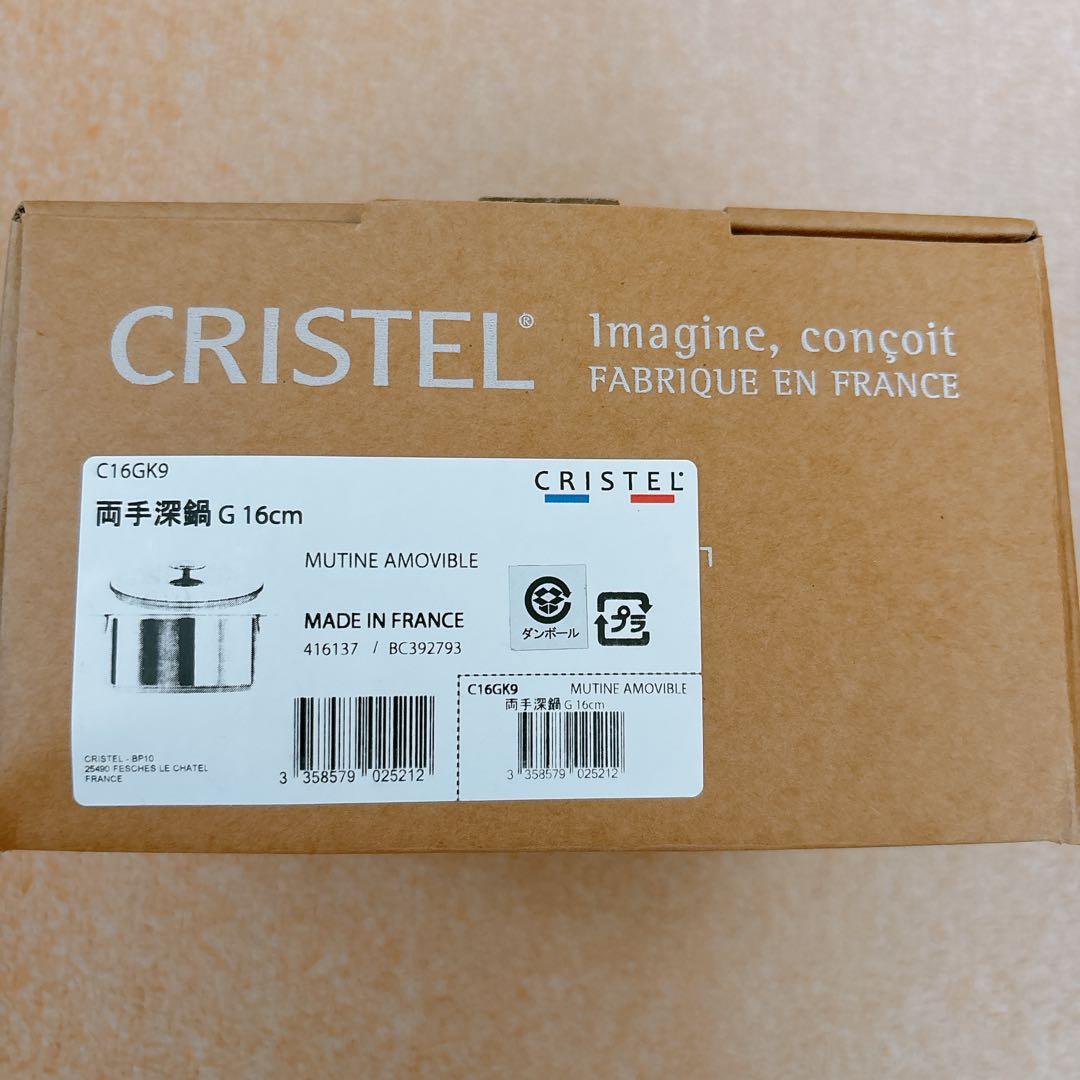 CRISTEL®
Imagine, conçoit
FABRIQUE EN FRANCE
C16GK9
両手深鍋 G 16cm
CRISTEL
MUTINE AMOVIBLE
MADE IN FRANCE
416137 / BC392793
ダンボール
プラ
CRISTEL - BP10
25490 FESCHES LE CHATEL
FRANCE
3 358579 025212
C16GK9 MUTINE AMOVIBLE
両手深鍋 G 16cm
3 358579 025212